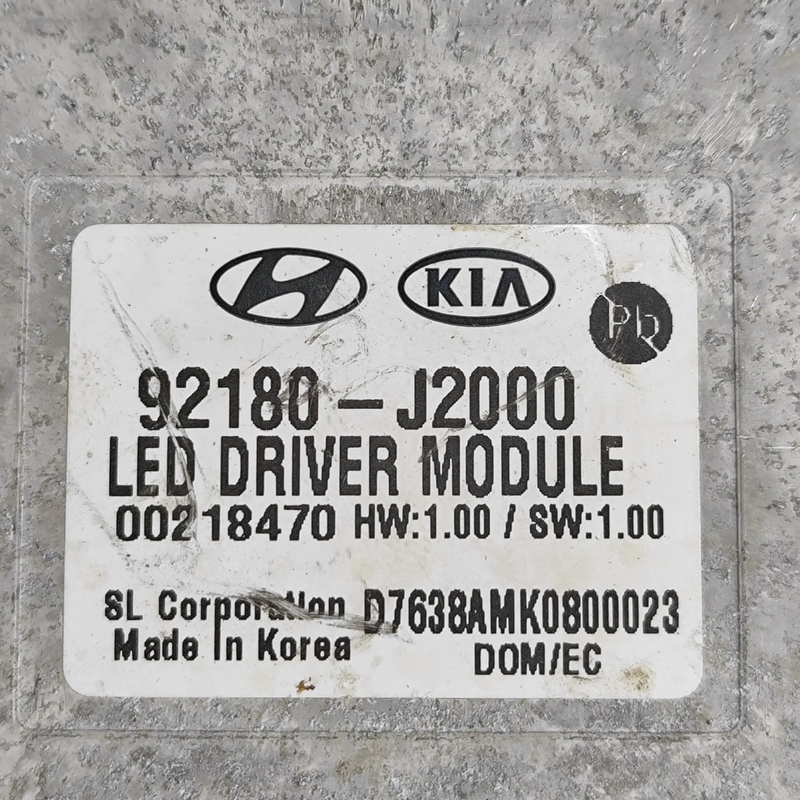 KIA
Pb
92180-J2000
LED DRIVER MODULE
00218470 HW:1.00 / SW:1.00
SL Corporation D7638AMK0800023
Made In Korea DOM/EC